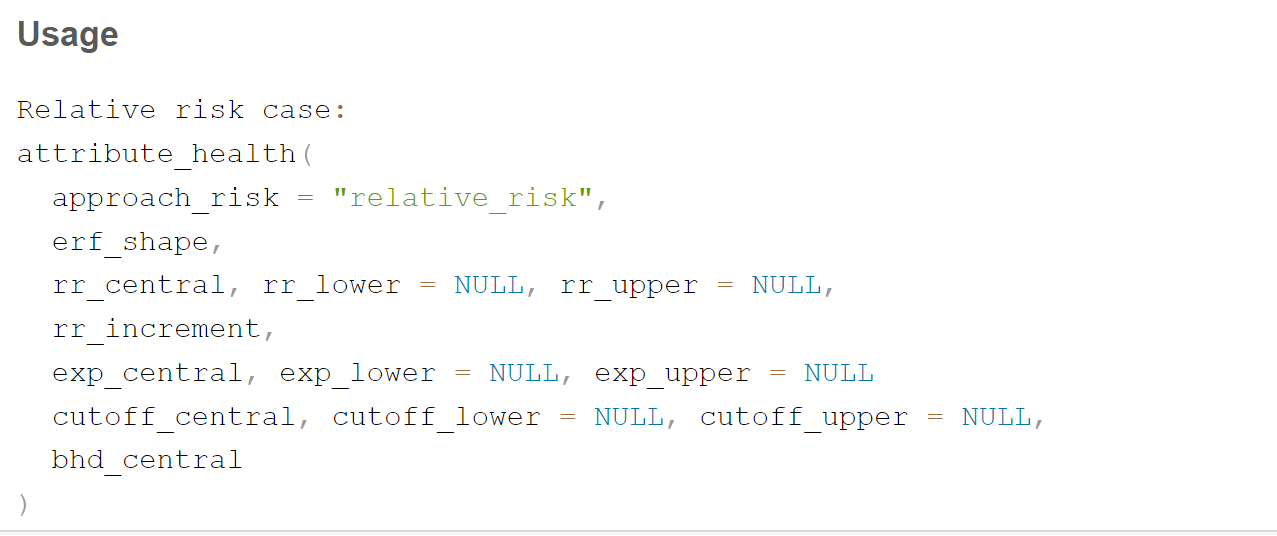 Usage
Relative risk case:
attribute_health(
approach_risk = "relative_risk",
erf_shape,
rr_central, rr_lower = NULL, rr_upper = NULL,
rr_increment,
exp_central, exp_lower = NULL, exp_upper = NULL
cutoff_central, cutoff_lower = NULL, cutoff_upper = NULL,
bhd_central
)